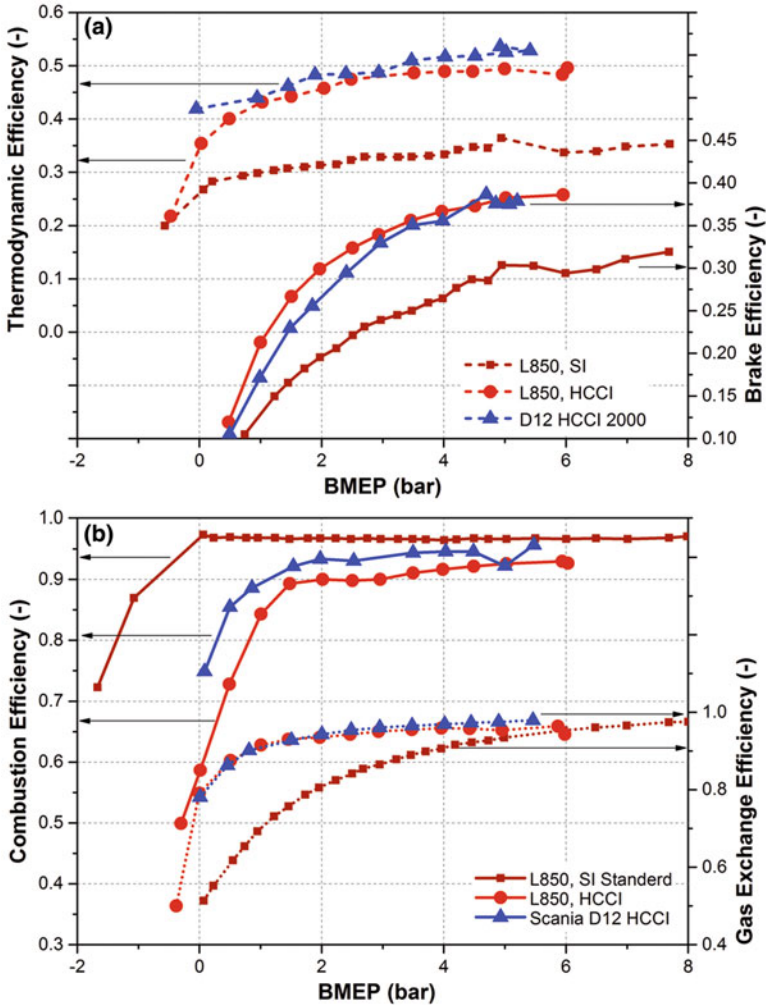 (a)
Thermodynamic Efficiency (-)
0.6
0.5
0.4
0.3
0.2
0.1
0.0
Brake Efficiency (-)
0.45
0.40
0.35
0.30
0.25
0.20
0.15
0.10
L850, SI
L850, HCCI
D12 HCCI 2000
-2 0 2 4 6 8
BMEP (bar)
(b)
Combustion Efficiency (-)
1.0
0.9
0.8
0.7
0.6
0.5
0.4
0.3
Gas Exchange Efficiency (-)
1.0
0.8
0.6
0.4
L850, SI Standerd
L850, HCCI
Scania D12 HCCI
-2 0 2 4 6 8
BMEP (bar)